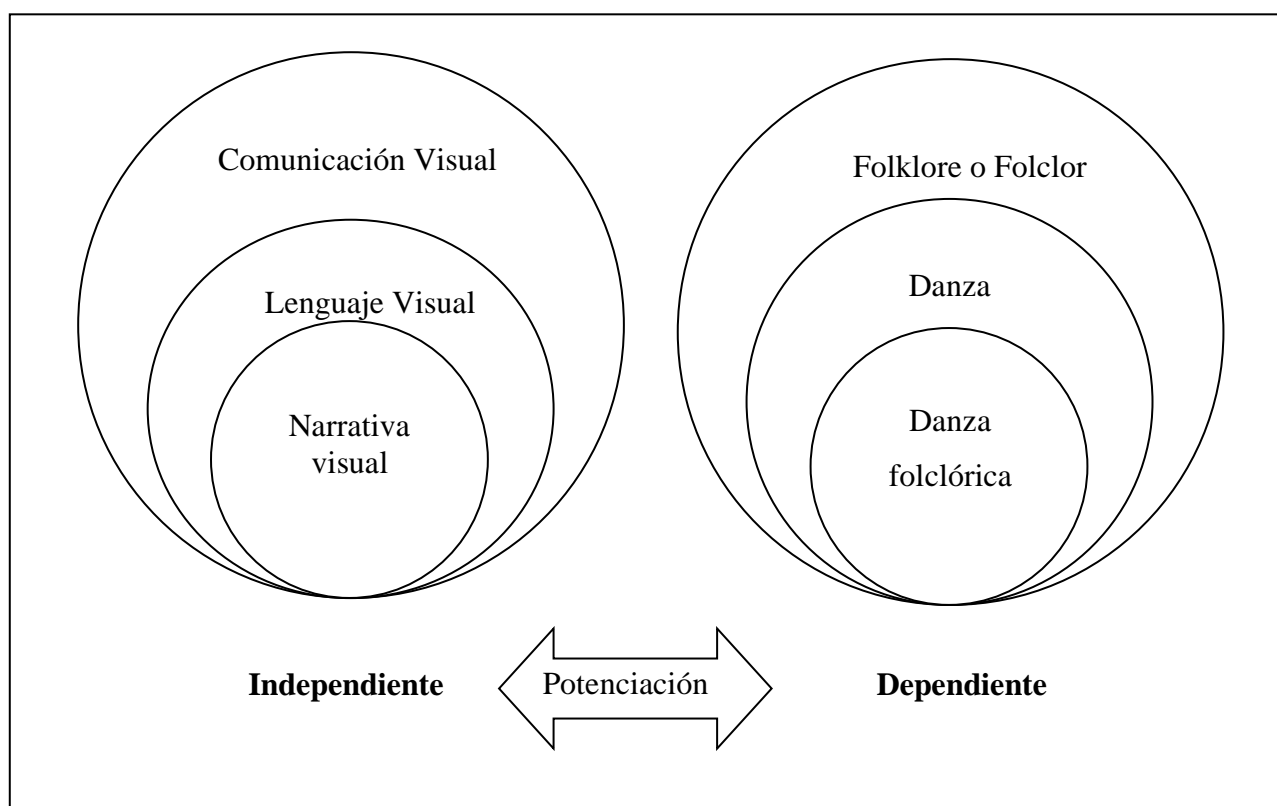 Comunicación Visual
Lenguaje Visual
Narrativa
visual
Folklore o Folclor
Danza
Danza
folclórica
Independiente
Potenciación
Dependiente